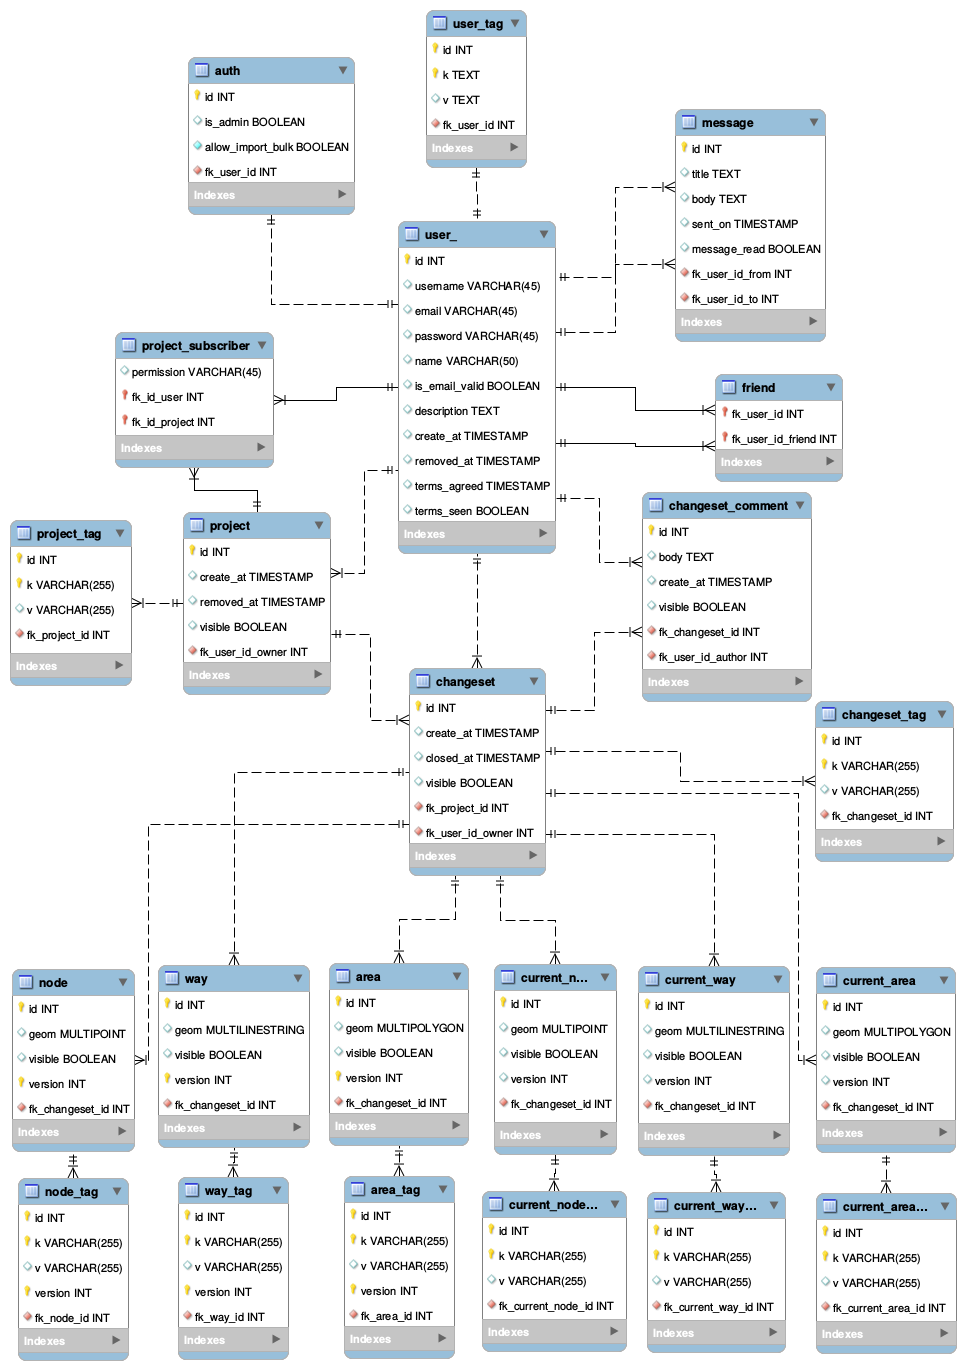 user_tag
id INT
k TEXT
v TEXT
fk_user_id INT
Indexes
auth
id INT
is_admin BOOLEAN
allow_import_bulk BOOLEAN
fk_user_id INT
Indexes
message
id INT
title TEXT
body TEXT
sent_on TIMESTAMP
message_read BOOLEAN
fk_user_id_from INT
fk_user_id_to INT
Indexes
user_
id INT
username VARCHAR(45)
email VARCHAR(45)
password VARCHAR(45)
name VARCHAR(50)
is_email_valid BOOLEAN
description TEXT
create_at TIMESTAMP
removed_at TIMESTAMP
terms_agreed TIMESTAMP
terms_seen BOOLEAN
Indexes
project_subscriber
permission VARCHAR(45)
fk_id_user INT
fk_id_project INT
Indexes
friend
fk_user_id INT
fk_user_id_friend INT
Indexes
changeset_comment
id INT
body TEXT
create_at TIMESTAMP
visible BOOLEAN
fk_changeset_id INT
fk_user_id_author INT
Indexes
project_tag
id INT
k VARCHAR(255)
v VARCHAR(255)
fk_project_id INT
Indexes
project
id INT
create_at TIMESTAMP
removed_at TIMESTAMP
visible BOOLEAN
fk_user_id_owner INT
Indexes
changeset
id INT
create_at TIMESTAMP
closed_at TIMESTAMP
visible BOOLEAN
fk_project_id INT
fk_user_id_owner INT
Indexes
changeset_tag
id INT
k VARCHAR(255)
v VARCHAR(255)
fk_changeset_id INT
Indexes
node
id INT
geom MULTIPOINT
visible BOOLEAN
version INT
fk_changeset_id INT
Indexes
way
id INT
geom MULTILINESTRING
visible BOOLEAN
version INT
fk_changeset_id INT
Indexes
area
id INT
geom MULTIPOLYGON
visible BOOLEAN
version INT
fk_changeset_id INT
Indexes
current_n...
id INT
geom MULTIPOINT
visible BOOLEAN
version INT
fk_changeset_id INT
Indexes
current_way
id INT
geom MULTILINESTRING
visible BOOLEAN
version INT
fk_changeset_id INT
Indexes
current_area
id INT
geom MULTIPOLYGON
visible BOOLEAN
version INT
fk_changeset_id INT
Indexes
node_tag
id INT
k VARCHAR(255)
v VARCHAR(255)
version INT
fk_node_id INT
Indexes
way_tag
id INT
k VARCHAR(255)
v VARCHAR(255)
version INT
fk_way_id INT
Indexes
area_tag
id INT
k VARCHAR(255)
v VARCHAR(255)
version INT
fk_area_id INT
Indexes
current_node...
id INT
k VARCHAR(255)
v VARCHAR(255)
fk_current_node_id INT
Indexes
current_way...
id INT
k VARCHAR(255)
v VARCHAR(255)
fk_current_way_id INT
Indexes
current_area...
id INT
k VARCHAR(255)
v VARCHAR(255)
fk_current_area_id INT
Indexes